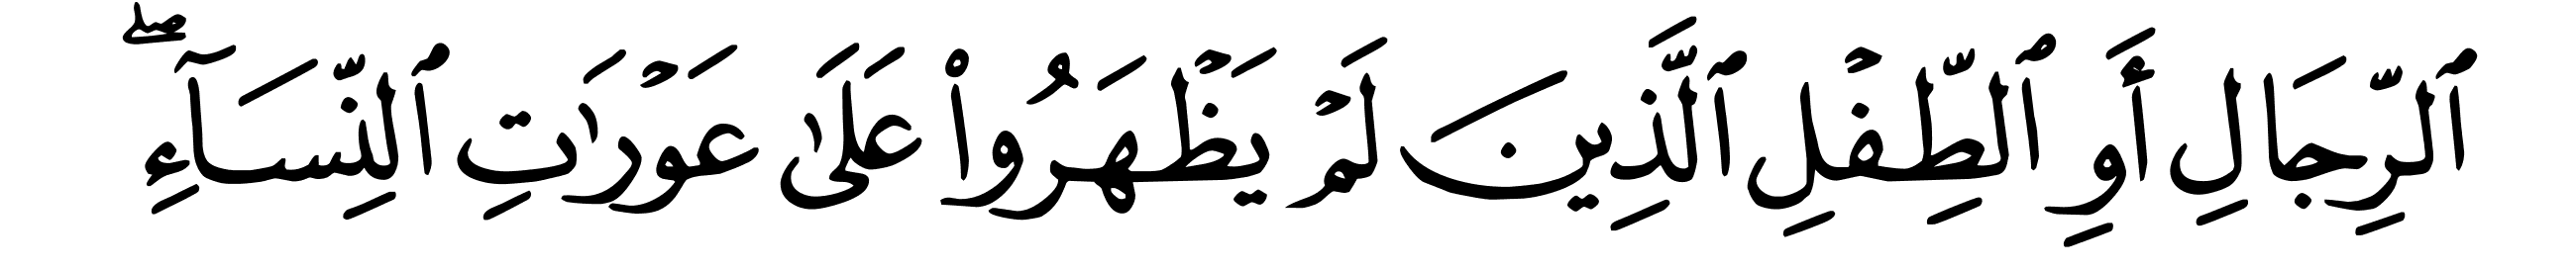 ٱلرِّجَالِ أَوِ ٱلطِّفْلِ ٱلَّذِينَ لَمْ يَظْهَرُوا۟ عَلَىٰ عَوْرَٰتِ ٱلنِّسَآءِ ۖ